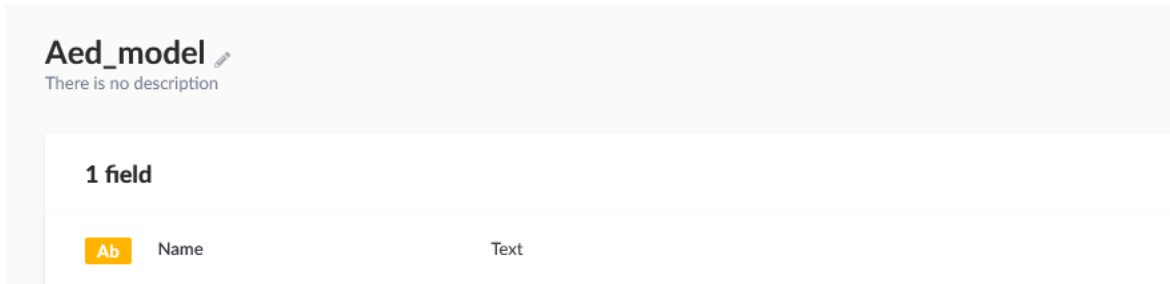 Aed_model
There is no description
1 field
Ab Name Text